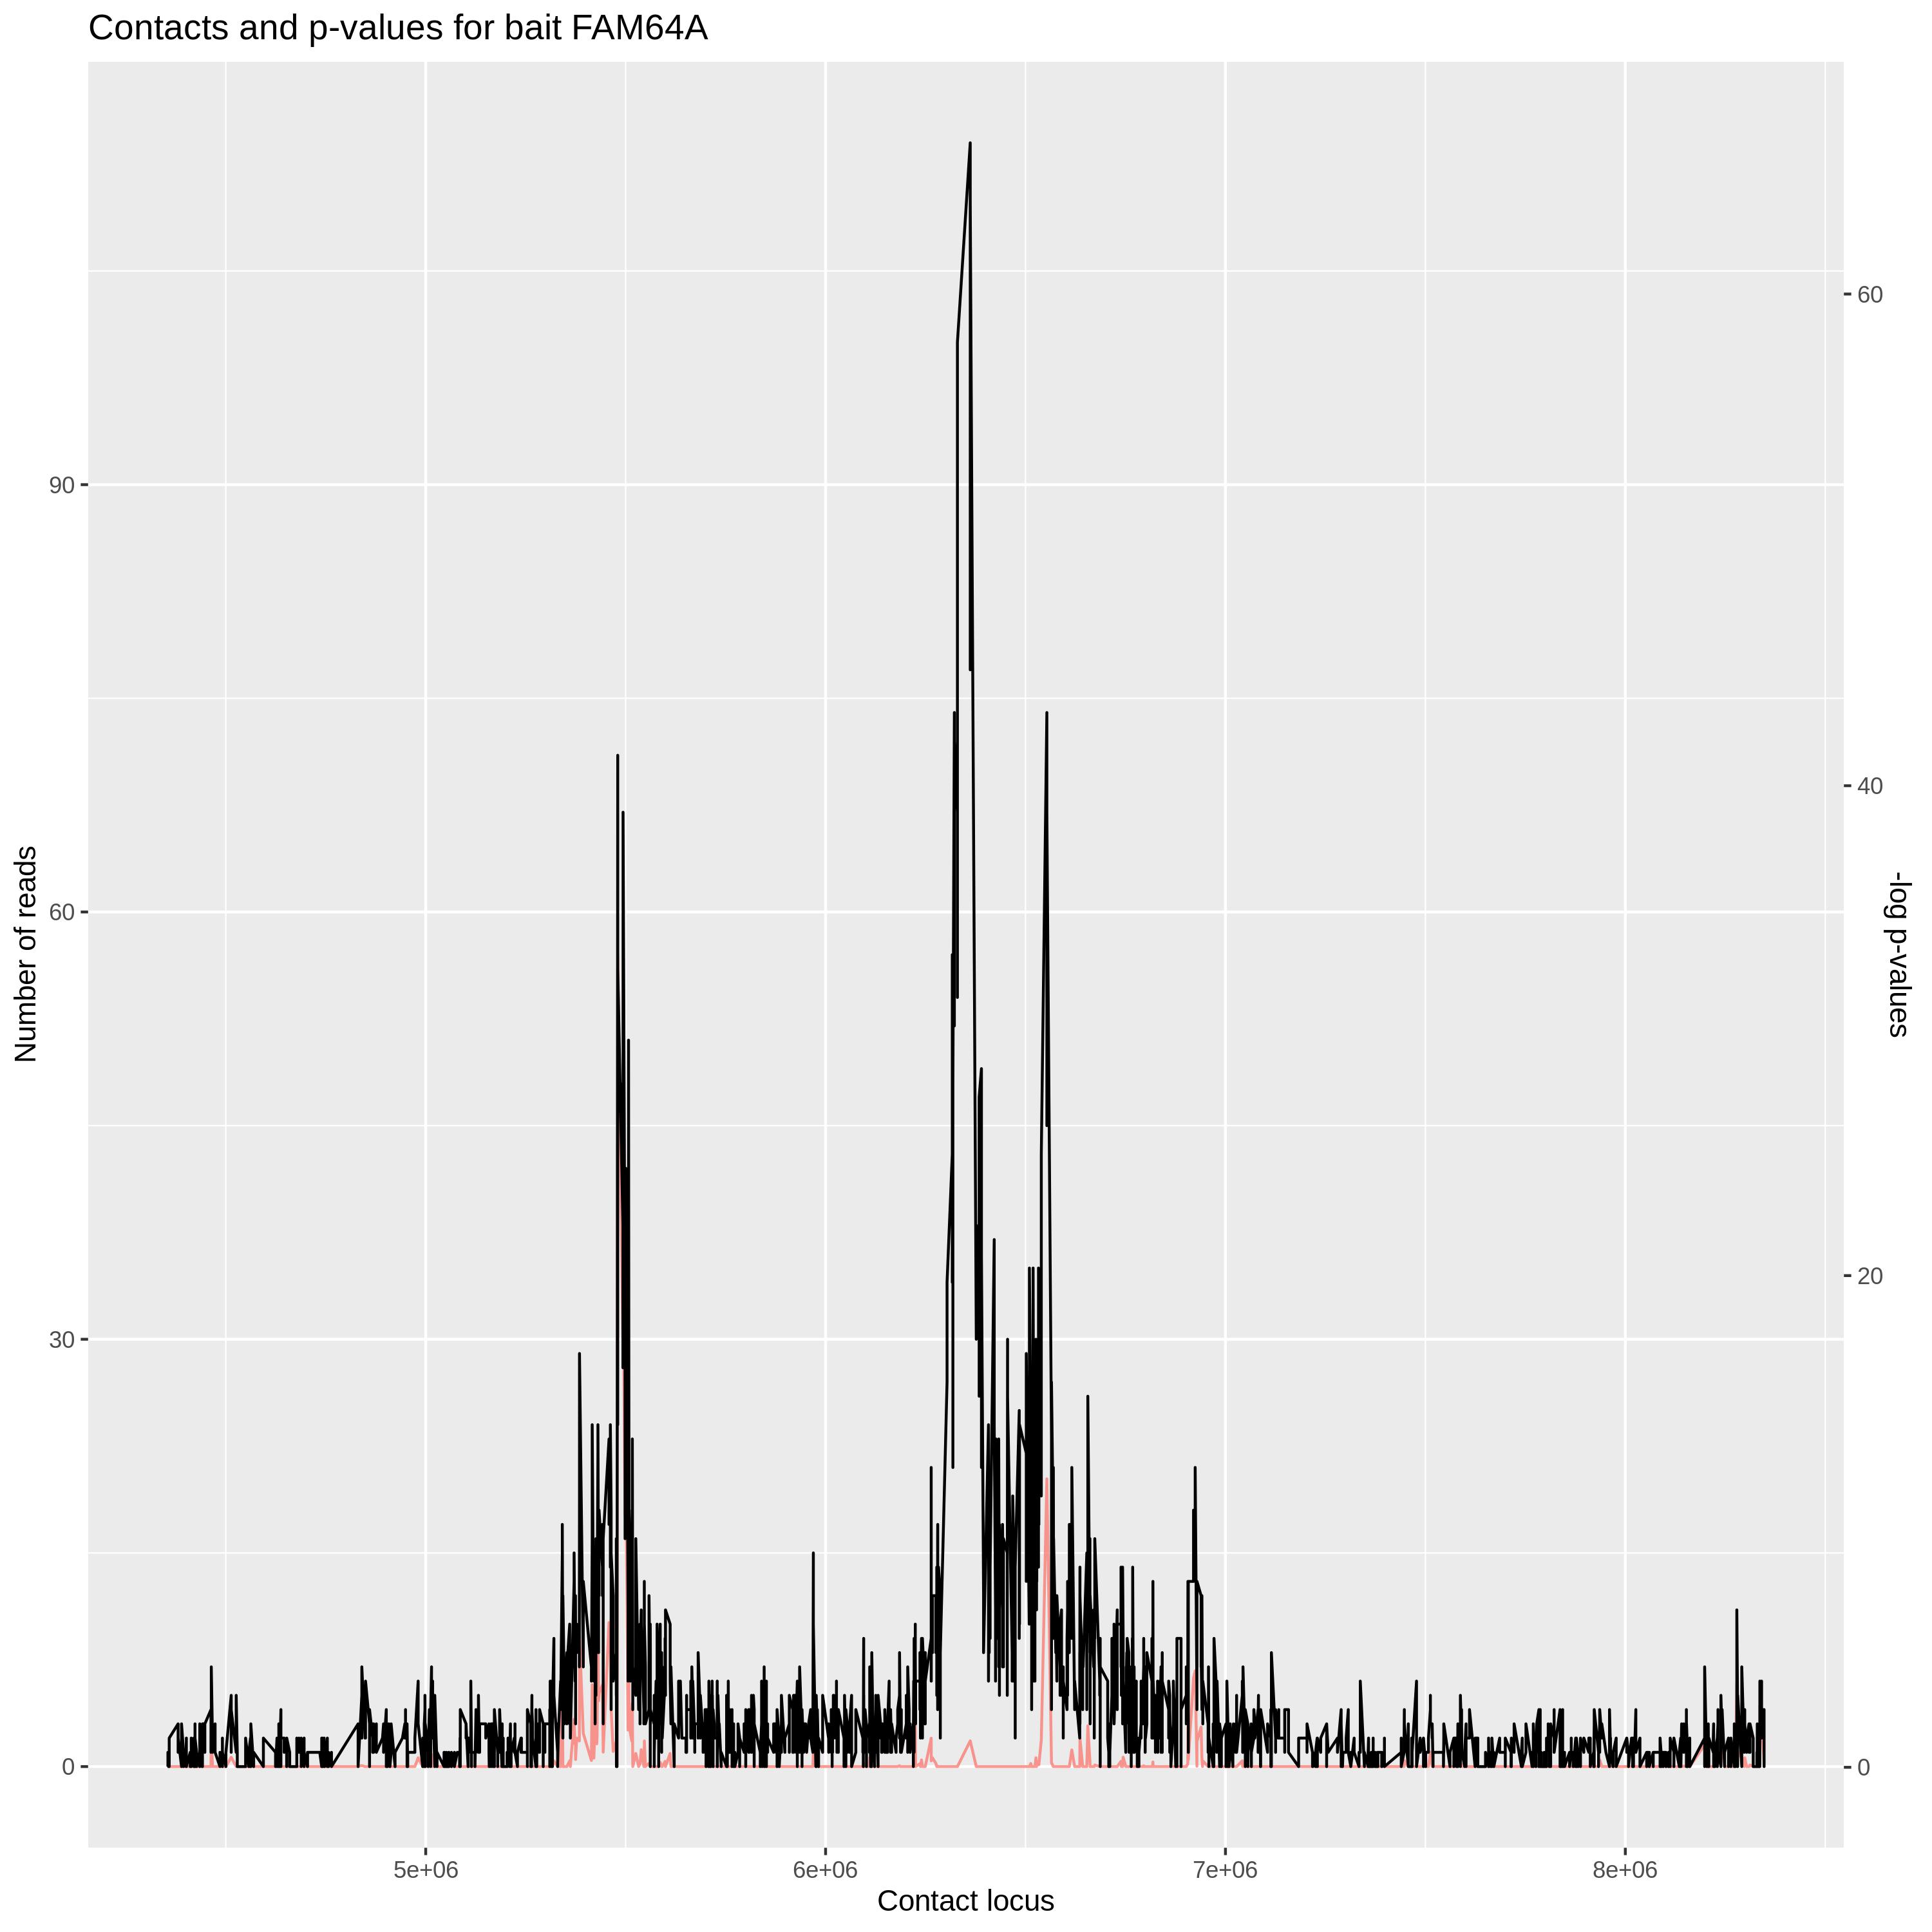 Contacts and p-values for bait FAM64A
Number of reads
90
60
30
0
60
40
20
0
-log p-values
5e+06 6e+06 7e+06 8e+06
Contact locus